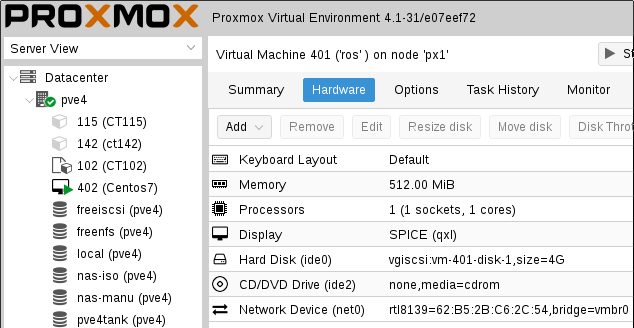 PROXMOX
Proxmox Virtual Environment 4.1-31/e07eef72
Server View
Virtual Machine 401 ('ros' ) on node 'px1'
Datacenter
pve4
115 (CT115)
142 (ct142)
102 (CT102)
402 (Centos7)
freeiscsi (pve4)
freenfs (pve4)
local (pve4)
nas-iso (pve4)
nas-manu (pve4)
pve4tank (pve4)
Summary Hardware Options Task History Monitor
Add Remove Edit Resize disk Move disk Disk Thro
Keyboard Layout Default
Memory 512.00 MiB
Processors 1 (1 sockets, 1 cores)
Display SPICE (qxl)
Hard Disk (ide0) vgiscsi:vm-401-disk-1,size=4G
CD/DVD Drive (ide2) none,media=cdrom
Network Device (net0) rtl8139=62:B5:2B:C6:2C:54,bridge=vmbr0